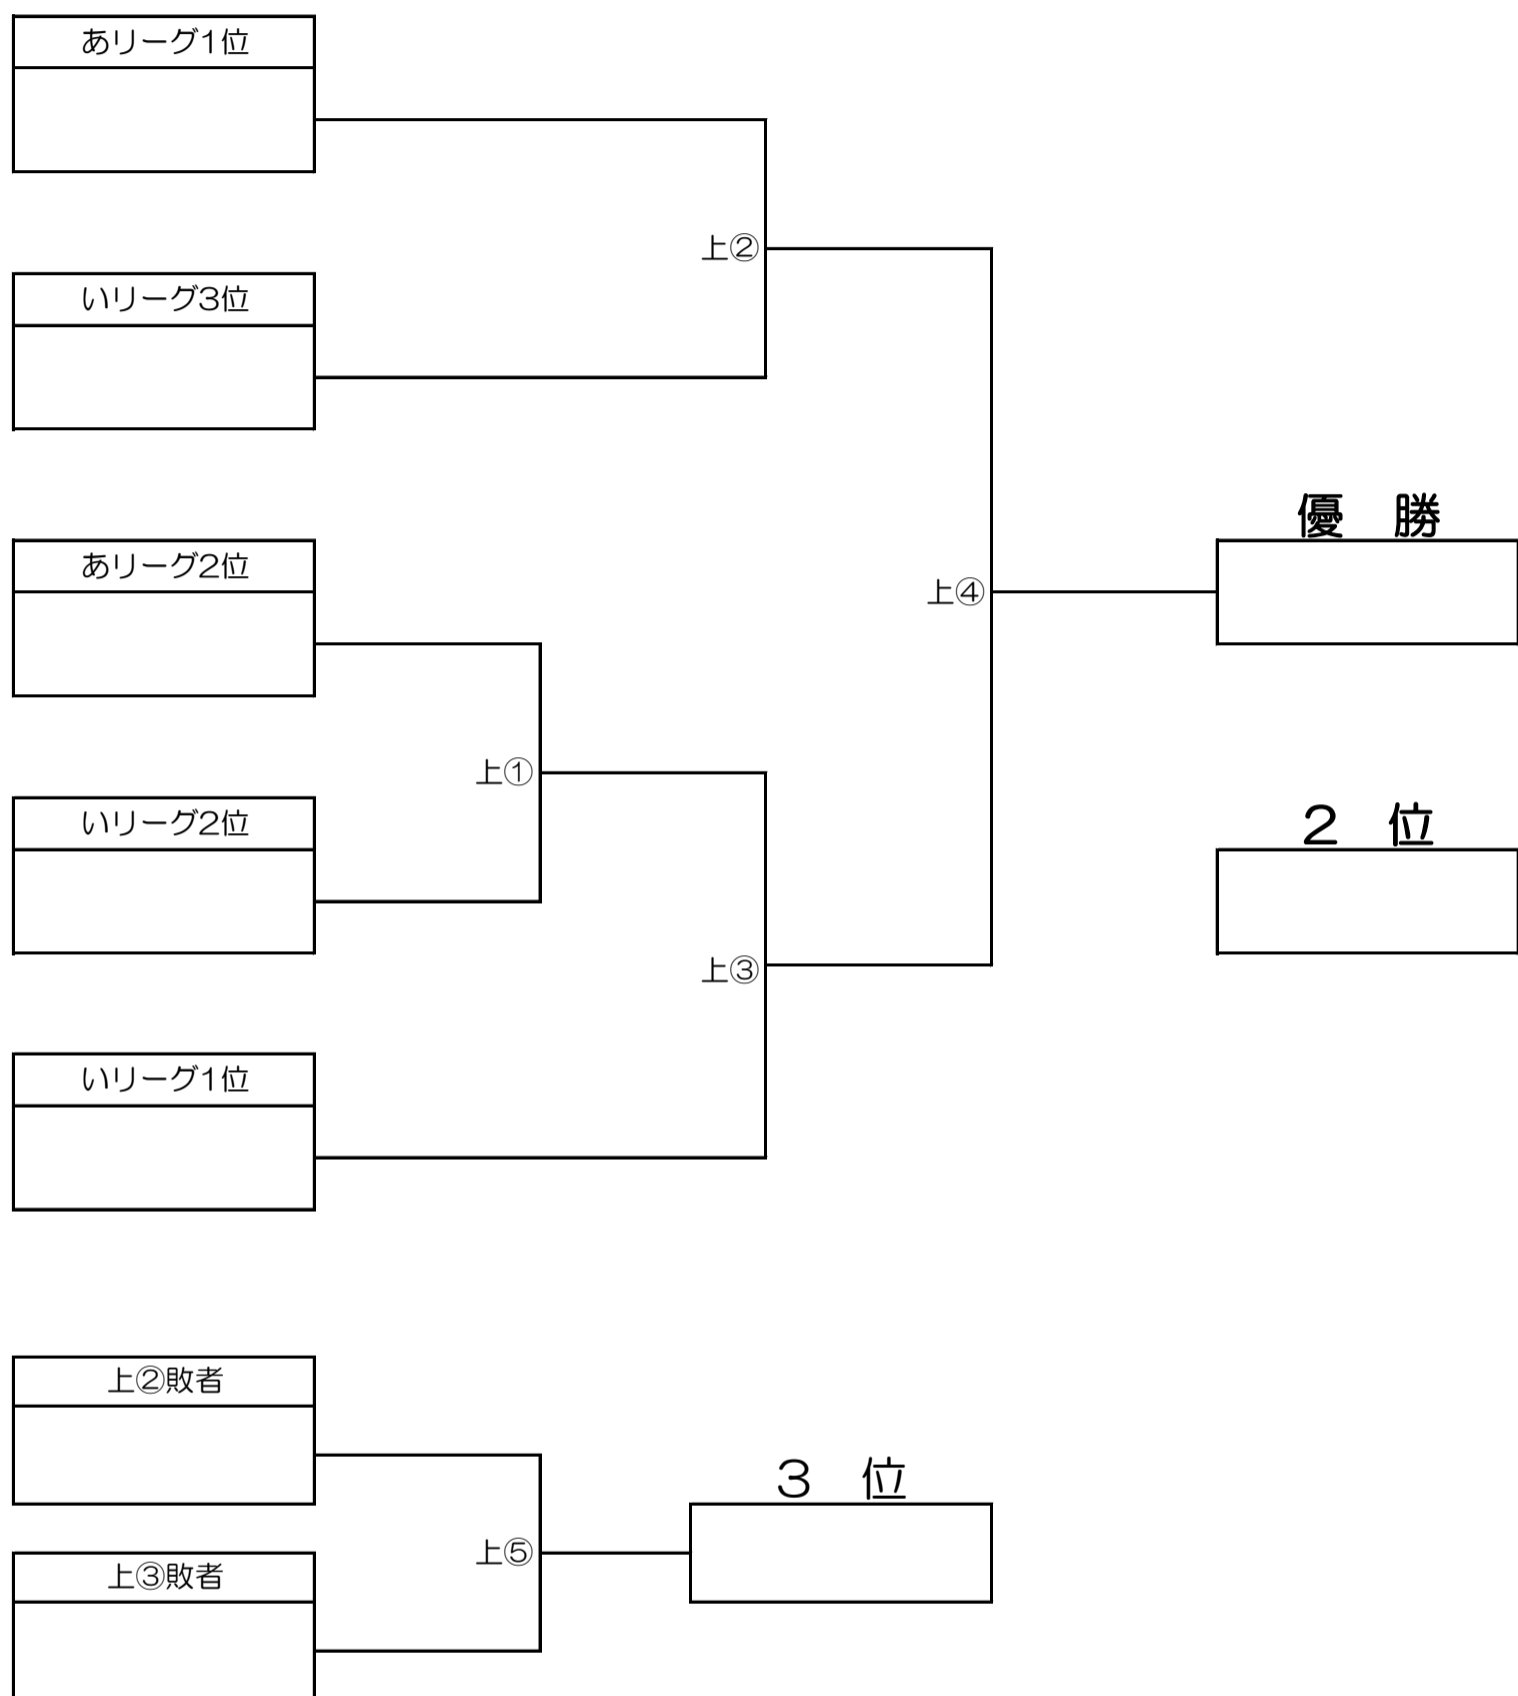 あリーグ1位
上②
いリーグ3位
優　勝
あリーグ2位
上④
上①
いリーグ2位
２　位
上③
いリーグ1位
上②敗者
３　位
上⑤
上③敗者